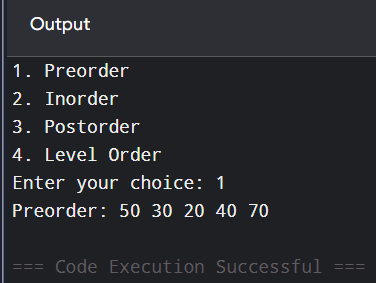 Output
1. Preorder
2. Inorder
3. Postorder
4. Level Order
Enter your choice: 1
Preorder: 50 30 20 40 70
=== Code Execution Successful ===